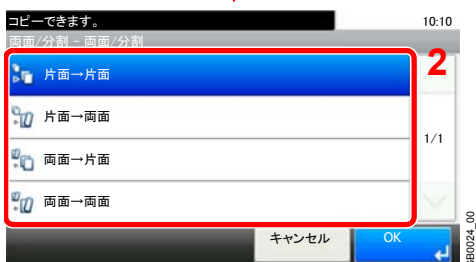 コピーできます。 10:10
両面/分割 - 両面/分割
2
片面→片面
片面→両面
1/1
両面→片面
両面→両面
キャンセル OK